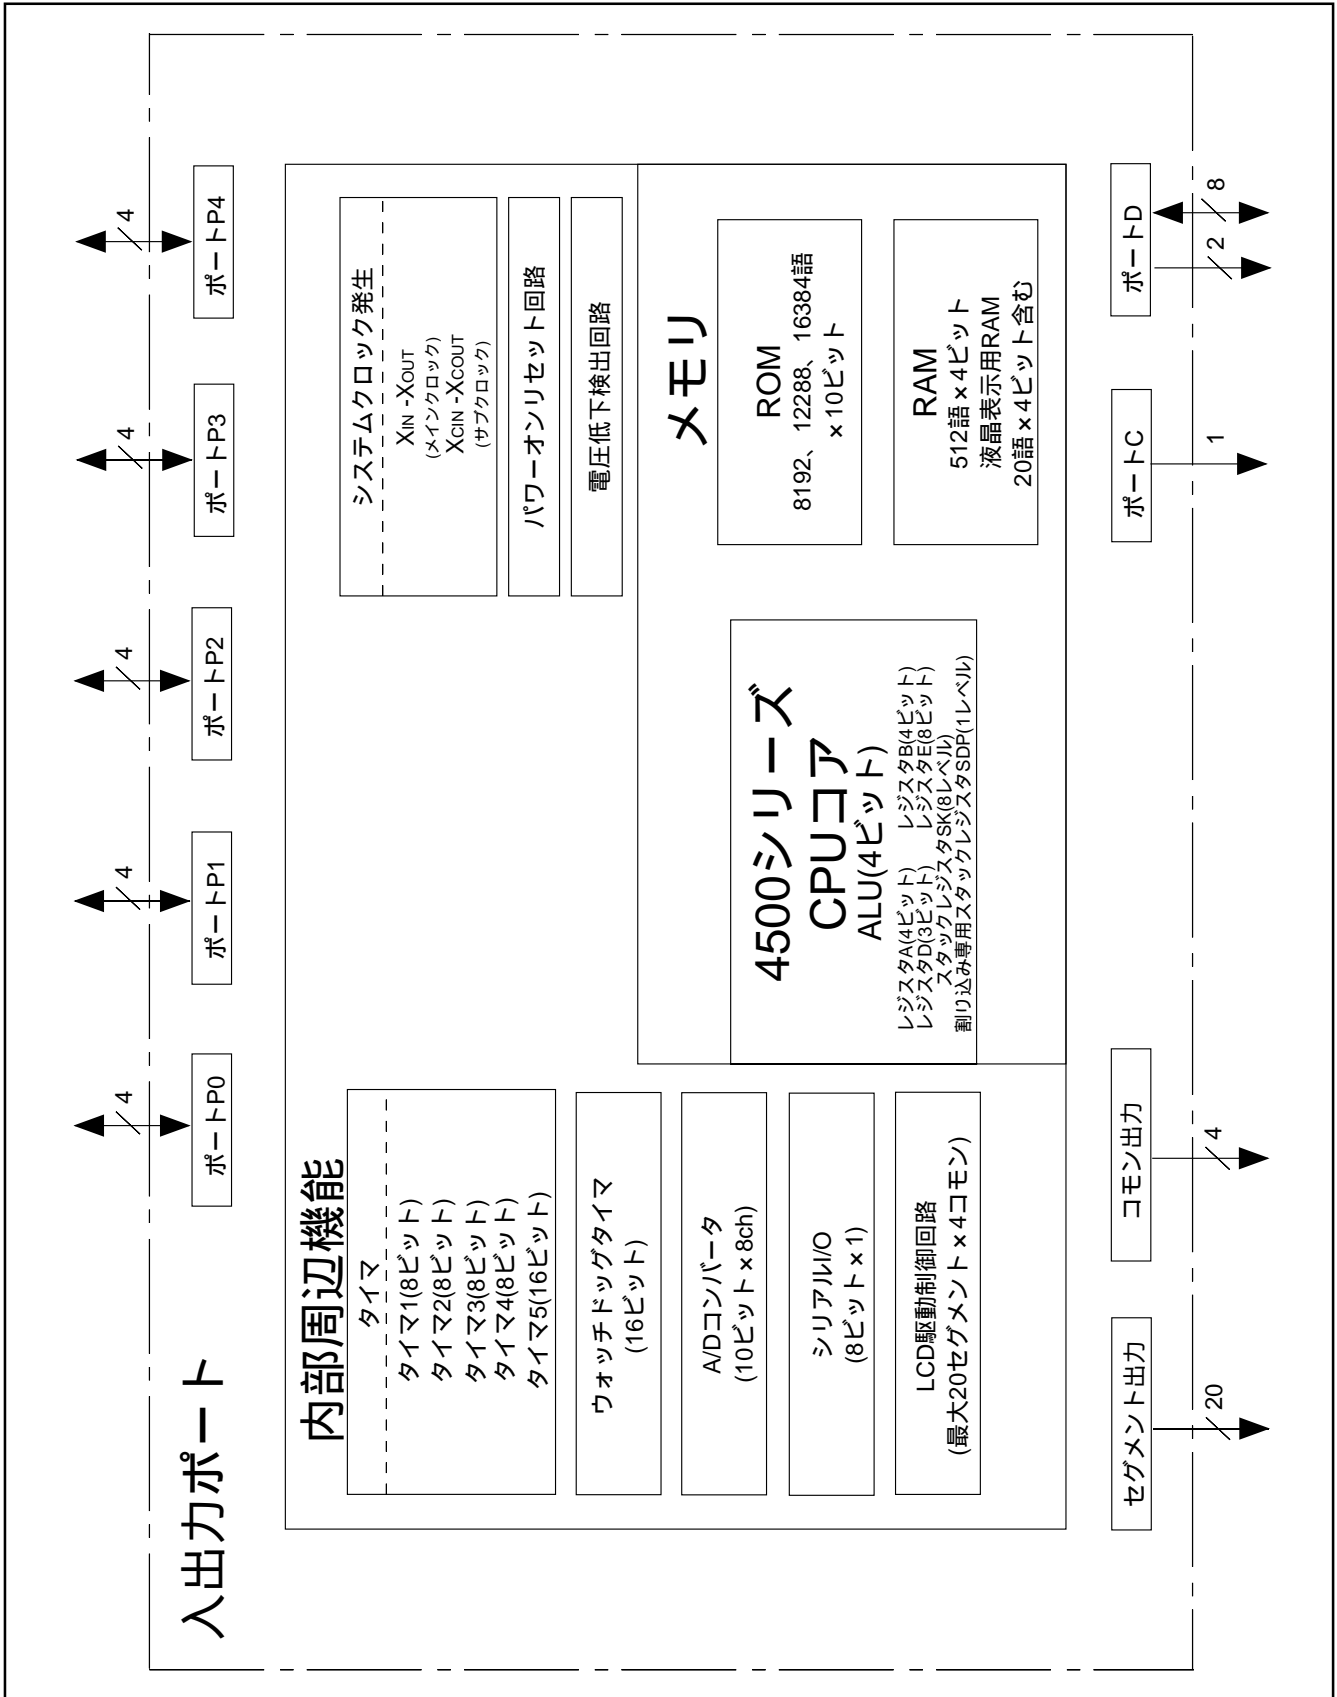 入出力ポート
4
4
4
4
4
ポートP0
ポートP1
ポートP2
ポートP3
ポートP4
内部周辺機能
タイマ
タイマ1(8ビット)
タイマ2(8ビット)
タイマ3(8ビット)
タイマ4(8ビット)
タイマ5(16ビット)
ウォッチドッグタイマ
(16ビット)
A/Dコンバータ
(10ビット×8ch)
シリアルI/O
(8ビット×1)
LCD駆動制御回路
(最大20セグメント×4コモン)
システムクロック発生
XIN -XOUT
(メインクロック)
XCIN -XCOUT
(サブクロック)
パワーオンリセット回路
電圧低下検出回路
4500シリーズ
CPUコア
ALU(4ビット)
レジスタA(4ビット) レジスタB(4ビット)
レジスタD(3ビット) レジスタE(8ビット)
スタックレジスタSK(8レベル)
割り込み専用スタックレジスタSDP(1レベル)
メモリ
ROM
8192、12288、16384語
×10ビット
RAM
512語×4ビット
液晶表示用RAM
20語×4ビット含む
セグメント出力
コモン出力
ポートC
ポートD
20
4
1
2
8